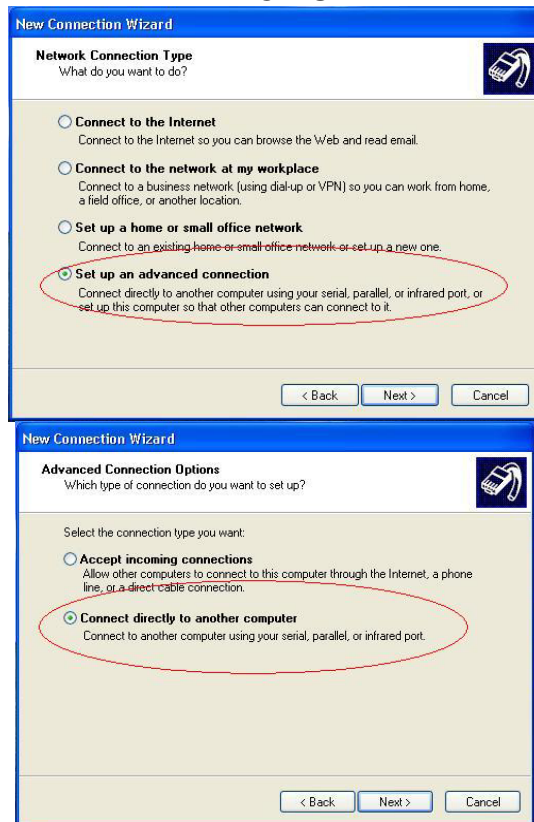 New Connection Wizard
Network Connection Type
What do you want to do?
Connect to the Internet
Connect to the Internet so you can browse the Web and read email.
Connect to the network at my workplace
Connect to a business network (using dial-up or VPN) so you can work from home,
a field office, or another location.
Set up a home or small office network
Connect to an existing home or small office network or set up a new one.
Set up an advanced connection
Connect directly to another computer using your serial, parallel, or infrared port, or
set up this computer so that other computers can connect to it.
< Back Next > Cancel
New Connection Wizard
Advanced Connection Options
Which type of connection do you want to set up?
Select the connection type you want:
Accept incoming connections
Allow other computers to connect to this computer through the Internet, a phone
line, or a direct cable connection.
Connect directly to another computer
Connect to another computer using your serial, parallel, or infrared port.
< Back Next > Cancel